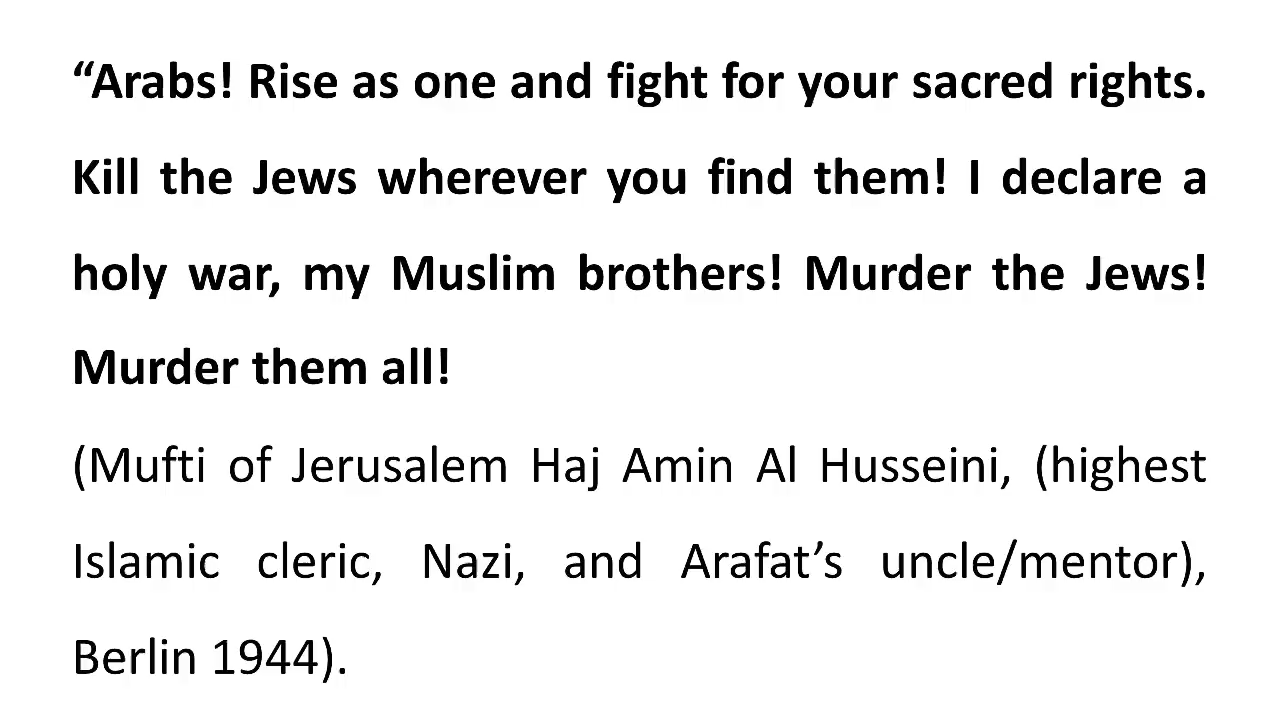 “Arabs! Rise as one and fight for your sacred rights.
Kill the Jews wherever you find them! I declare a
holy war, my Muslim brothers! Murder the Jews!
Murder them all!
(Mufti of Jerusalem Haj Amin Al Husseini, (highest
Islamic cleric, Nazi, and Arafat’s uncle/mentor),
Berlin 1944).